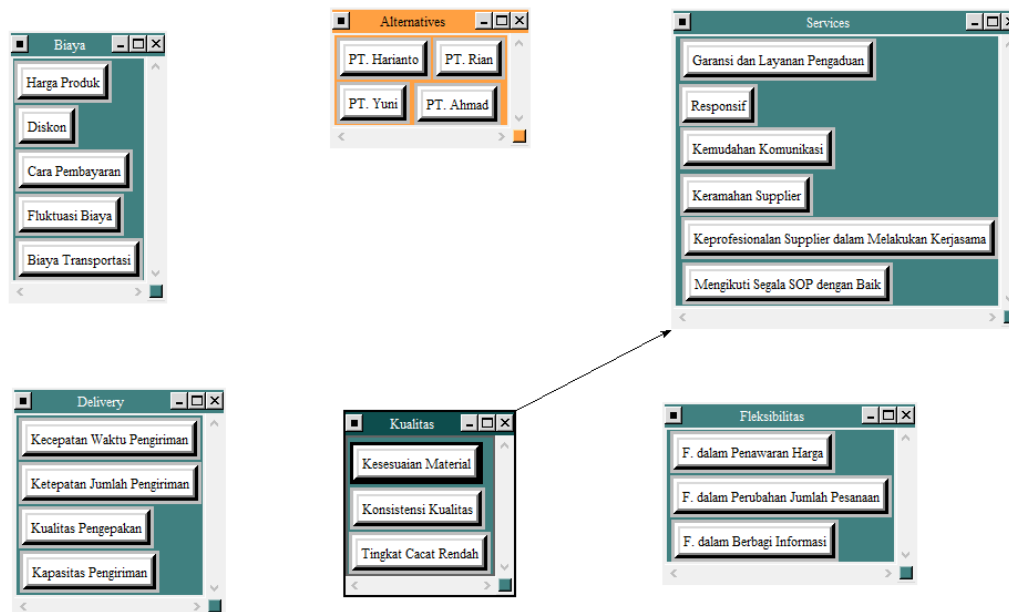 Biaya
Harga Produk
Diskon
Cara Pembayaran
Fluktuasi Biaya
Biaya Transportasi
Alternatives
PT. Harianto
PT. Rian
PT. Yuni
PT. Ahmad
Services
Garansi dan Layanan Pengaduan
Responsif
Kemudahan Komunikasi
Keramahan Supplier
Keprofesionalan Supplier dalam Melakukan Kerjasama
Mengikuti Segala SOP dengan Baik
Delivery
Kecepatan Waktu Pengiriman
Ketepatan Jumlah Pengiriman
Kualitas Pengepakan
Kapasitas Pengiriman
Kualitas
Kesesuaian Material
Konsistensi Kualitas
Tingkat Cacat Rendah
Fleksibilitas
F. dalam Penawaran Harga
F. dalam Perubahan Jumlah Pesanaan
F. dalam Berbagi Informasi